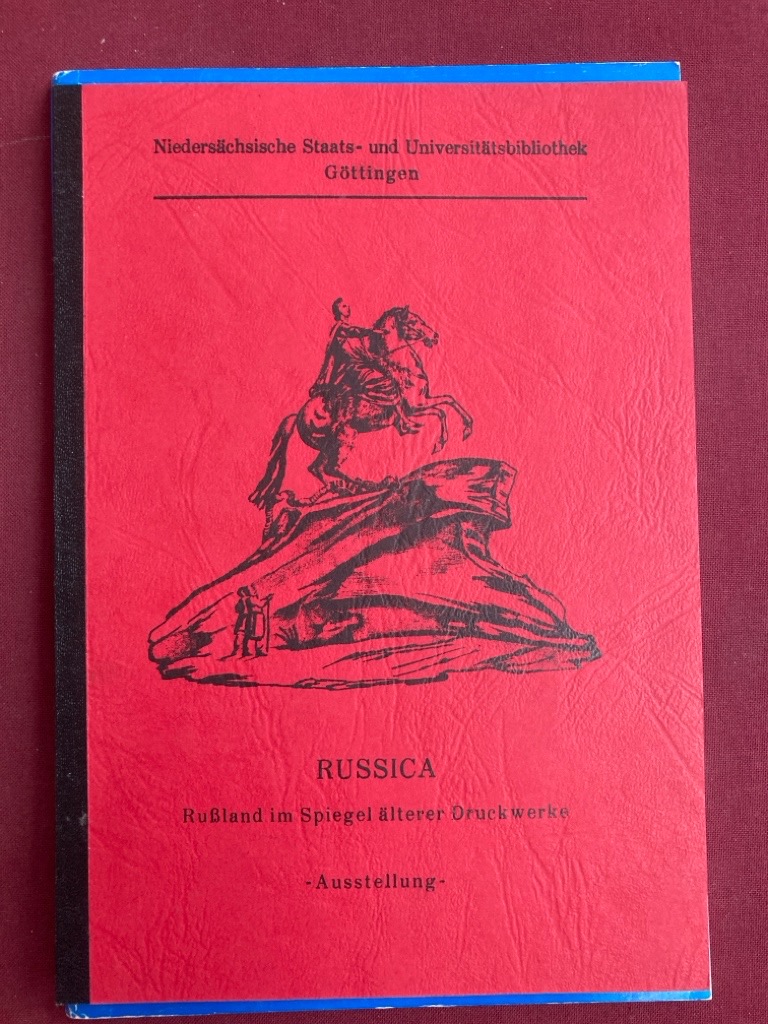 Niedersächsische Staats- und Universitätsbibliothek
Göttingen
RUSSICA
Rußland im Spiegel älterer Druckwerke
-Ausstellung-